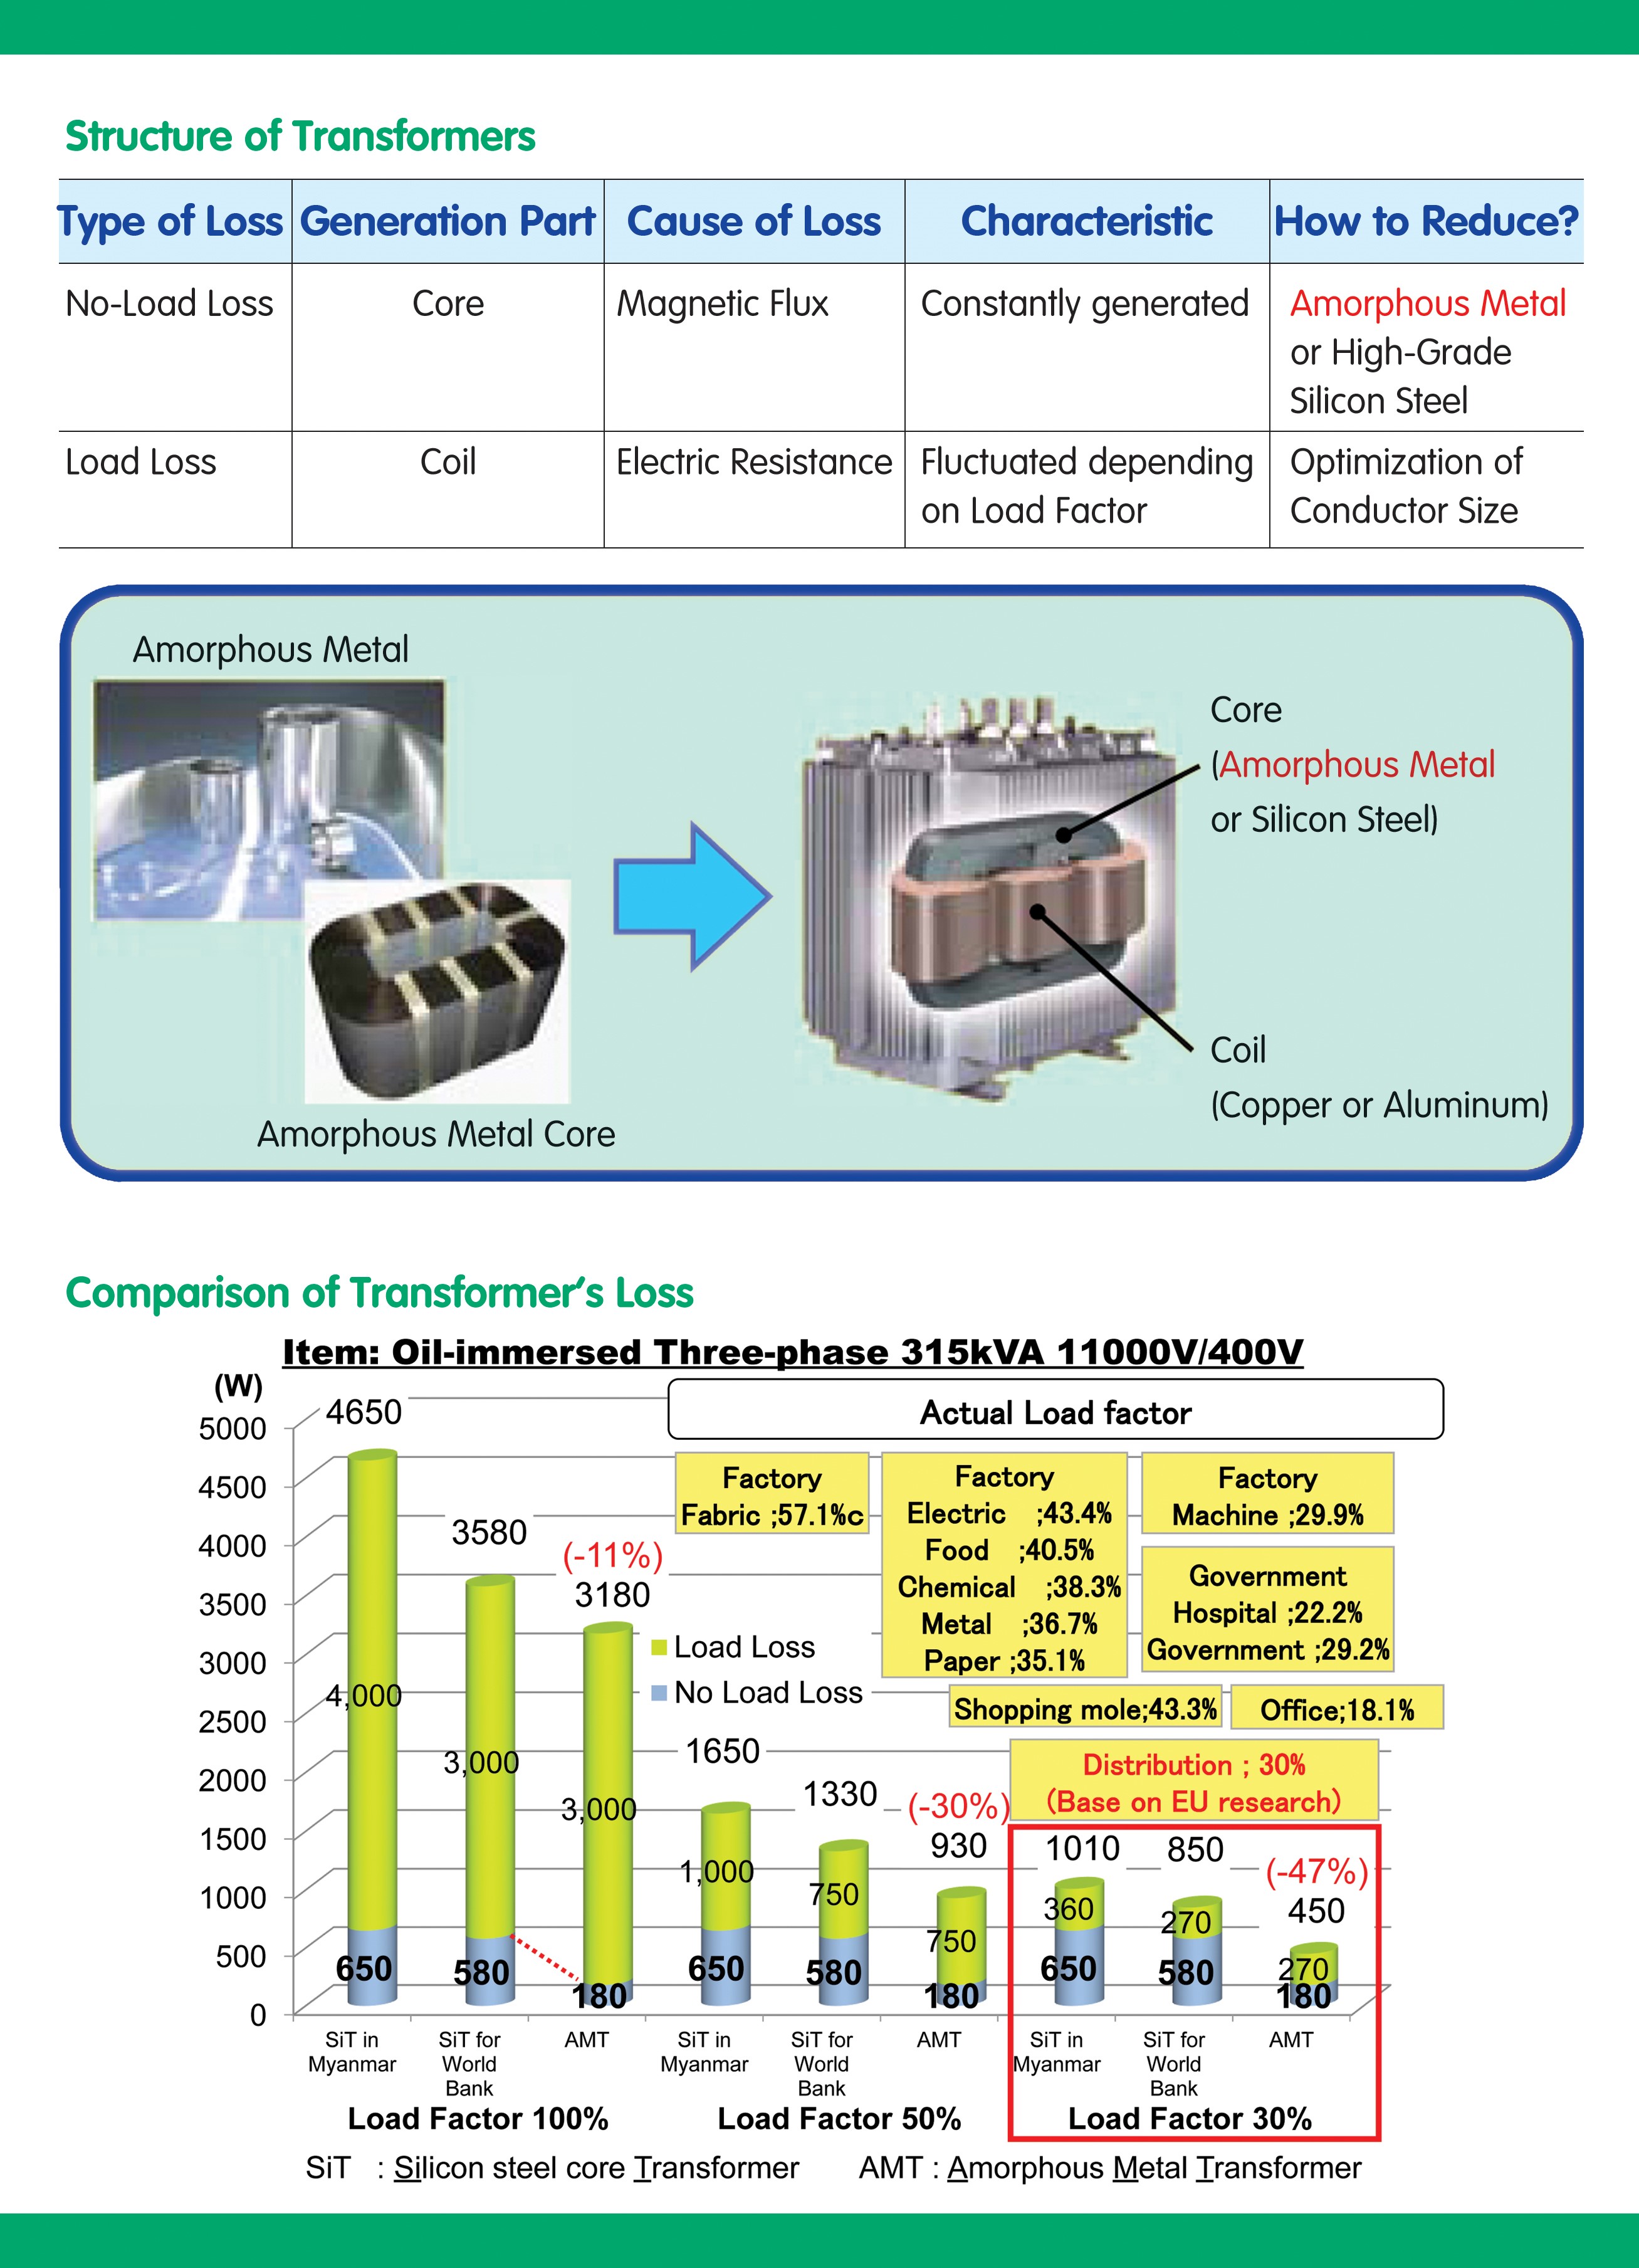 Structure of Transformers
Type of Loss Generation Part Cause of Loss Characteristic How to Reduce?
No-Load Loss Core Magnetic Flux Constantly generated Amorphous Metal
or High-Grade
Silicon Steel
Load Loss Coil Electric Resistance Fluctuated depending Optimization of
on Load Factor Conductor Size
Amorphous Metal
Amorphous Metal Core
Core
(Amorphous Metal
or Silicon Steel)
Coil
(Copper or Aluminum)
Comparison of Transformer's Loss
Item: Oil-immersed Three-phase 315kVA 11000V/400V
(W)
5000
4500
4000
3500
3000
2500
2000
1500
1000
500
0
Actual Load factor
Factory
Fabric ;57.1%c
Factory
Electric ;43.4%
Food ;40.5%
Chemical ;38.3%
Metal ;36.7%
Paper ;35.1%
Factory
Machine ;29.9%
Government
Hospital ;22.2%
Government ;29.2%
Shopping mole;43.3%
Office;18.1%
Distribution ; 30%
(Base on EU research)
Load Loss
No Load Loss
4650
4,000
650
3580
3,000
580
(-11%)
3180
3,000
180
1650
1,000
650
1330
750
580
(-30%)
930
750
180
1010
360
650
850
270
580
(-47%)
450
270
180
SiT in
Myanmar
SiT for
World
Bank
AMT
SiT in
Myanmar
SiT for
World
Bank
AMT
SiT in
Myanmar
SiT for
World
Bank
AMT
Load Factor 100% Load Factor 50% Load Factor 30%
SiT : Silicon steel core Transformer AMT : Amorphous Metal Transformer